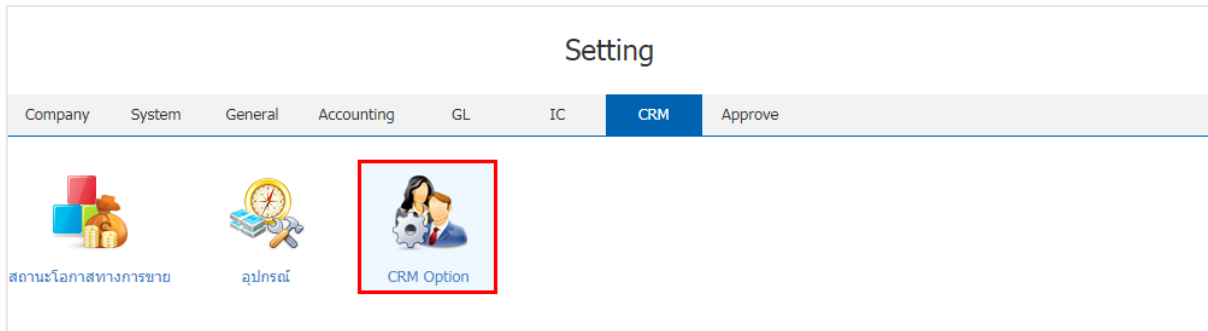 Setting
Company System General Accounting GL IC CRM Approve
สถานะโอกาสทางการขาย อุปกรณ์ CRM Option